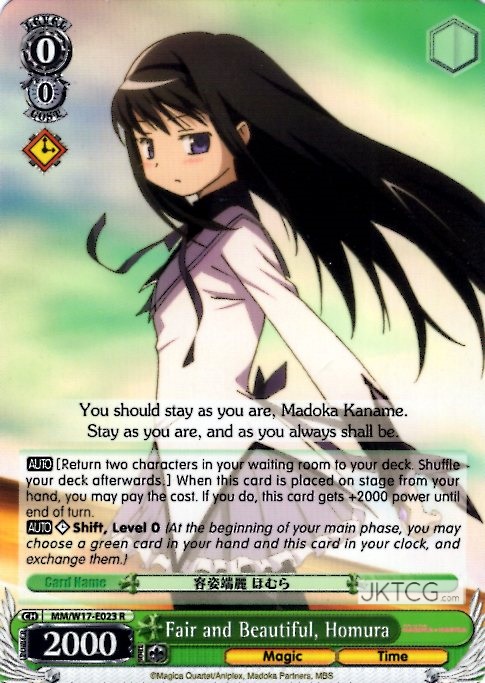 LEVEL
0
0
COST
You should stay as you are, Madoka Kaname.
Stay as you are, and as you always shall be.
AUTO [Return two characters in your waiting room to your deck. Shuffle
your deck afterwards.] When this card is placed on stage from your
hand, you may pay the cost. If you do, this card gets +2000 power until
end of turn.
AUTO Shift, Level 0 (At the beginning of your main phase, you may
choose a green card in your hand and this card in your clock, and
exchange them.)
Card Name 容姿端麗 ほむら
JKTCG.com
CH MM/W17-E023 R
POWER 2000 SOUL Fair and Beautiful, Homura
Magic Time
©Magica Quartet/Aniplex, Madoka Partners, MBS